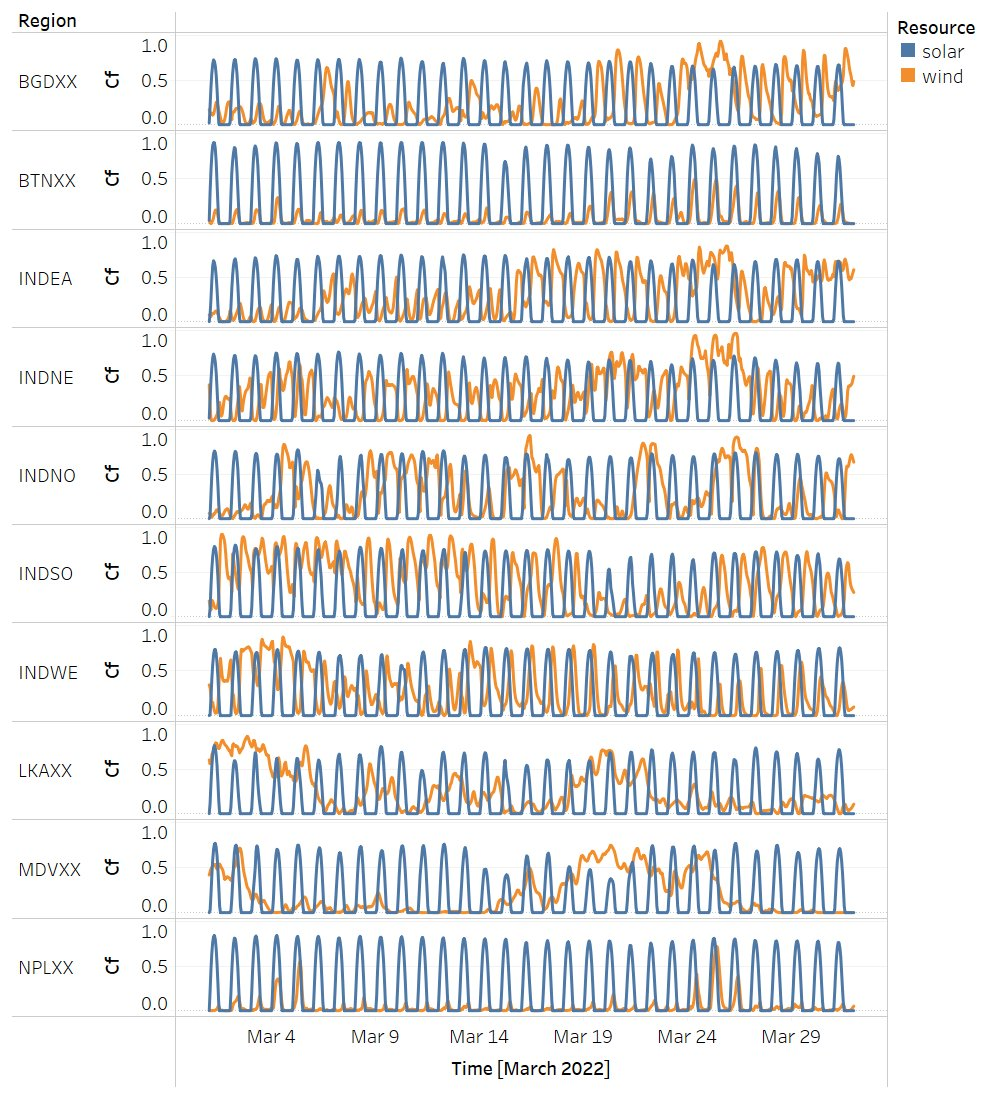 Region
Resource
solar
wind
BGDXX Cf 1.0 0.5 0.0
BTNXX Cf 1.0 0.5 0.0
INDEA Cf 1.0 0.5 0.0
INDNE Cf 1.0 0.5 0.0
INDNO Cf 1.0 0.5 0.0
INDSO Cf 1.0 0.5 0.0
INDWE Cf 1.0 0.5 0.0
LKAXX Cf 1.0 0.5 0.0
MDVXX Cf 1.0 0.5 0.0
NPLXX Cf 1.0 0.5 0.0
Mar 4 Mar 9 Mar 14 Mar 19 Mar 24 Mar 29
Time [March 2022]